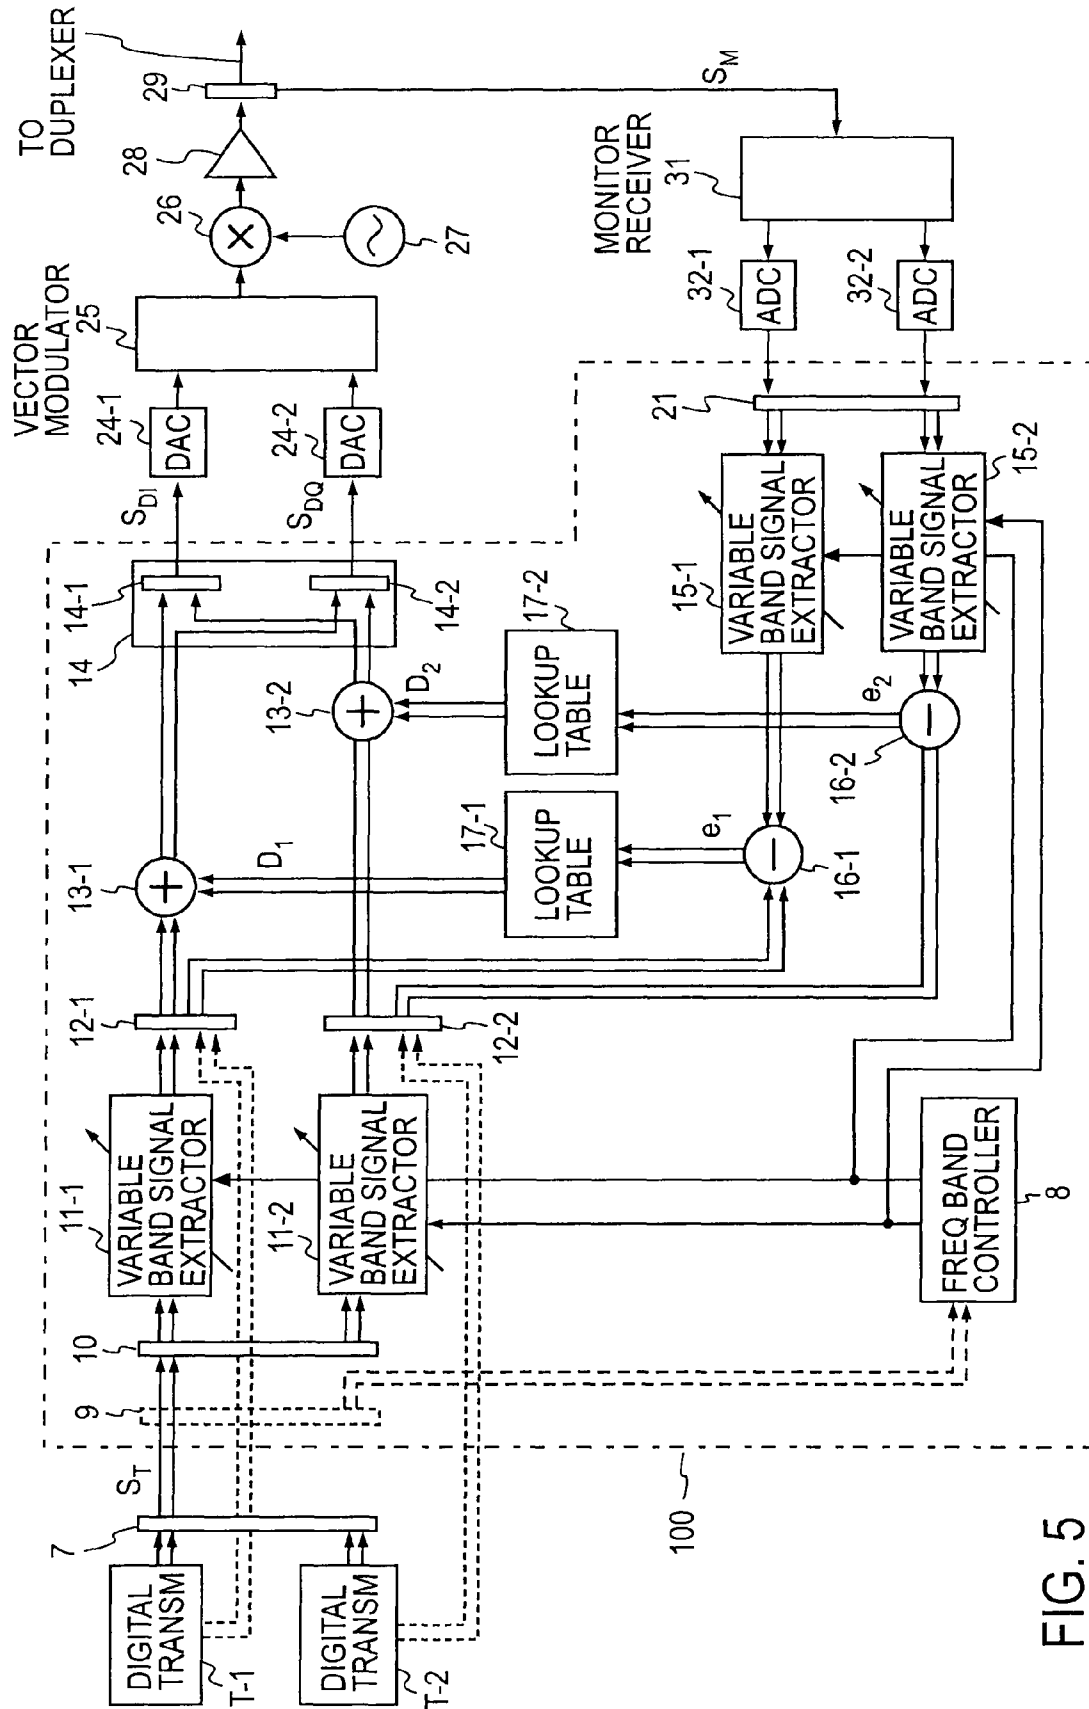 TO
DUPLEXER
29
28
26
27
VECTOR
MODULATOR
25
24-1
DAC
24-2
DAC
S_DI
S_DQ
S_M
MONITOR
RECEIVER
31
32-1
ADC
32-2
ADC
21
14-1
14-2
14
15-1
VARIABLE
BAND SIGNAL
EXTRACTOR
15-2
VARIABLE
BAND SIGNAL
EXTRACTOR
13-1
13-2
D_1
D_2
17-1
LOOKUP
TABLE
17-2
LOOKUP
TABLE
e_1
e_2
16-1
16-2
12-1
12-2
11-1
VARIABLE
BAND SIGNAL
EXTRACTOR
11-2
VARIABLE
BAND SIGNAL
EXTRACTOR
FREQ BAND
CONTROLLER
8
10
9
S_T
7
DIGITAL
TRANSM
T-1
DIGITAL
TRANSM
T-2
100
FIG. 5